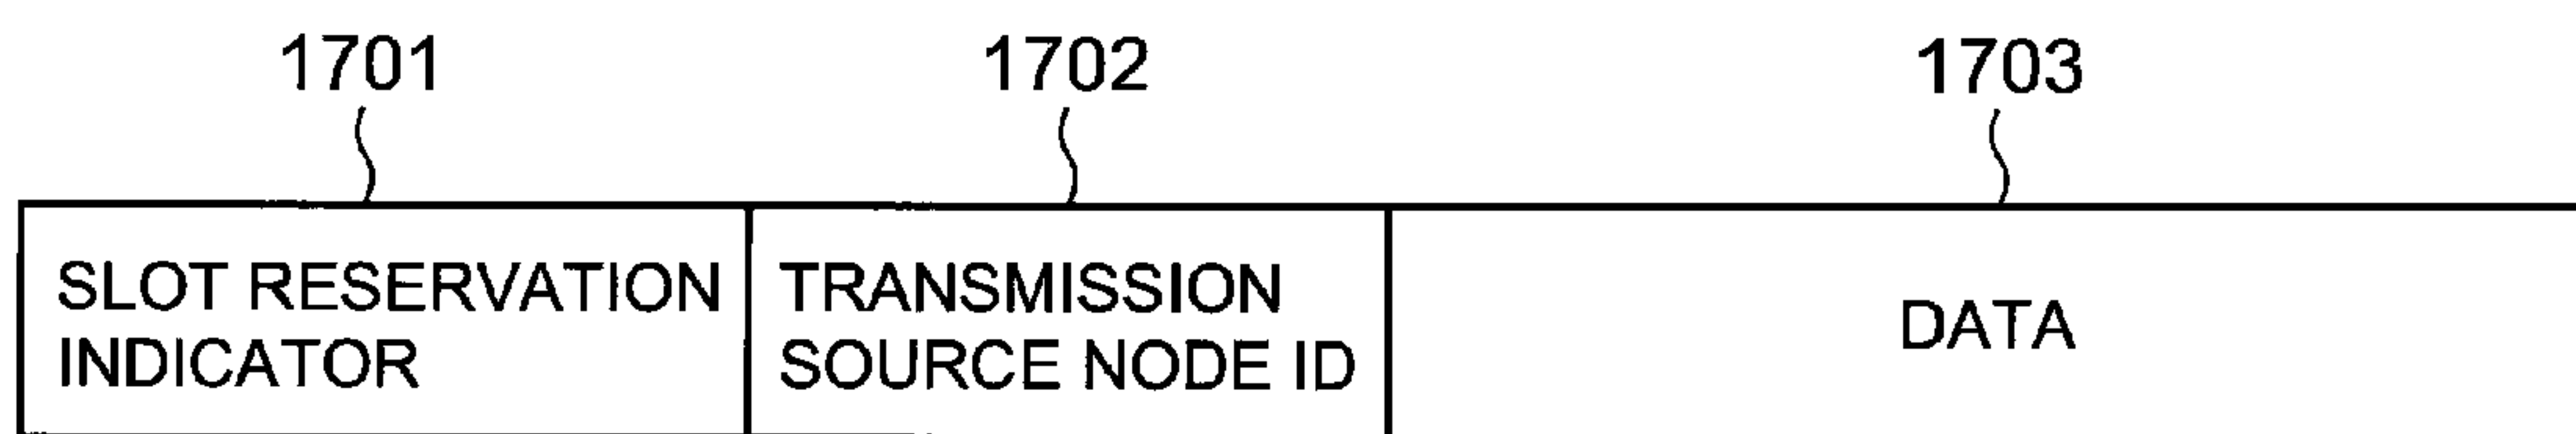 1701 1702 1703
SLOT RESERVATION INDICATOR
TRANSMISSION SOURCE NODE ID
DATA